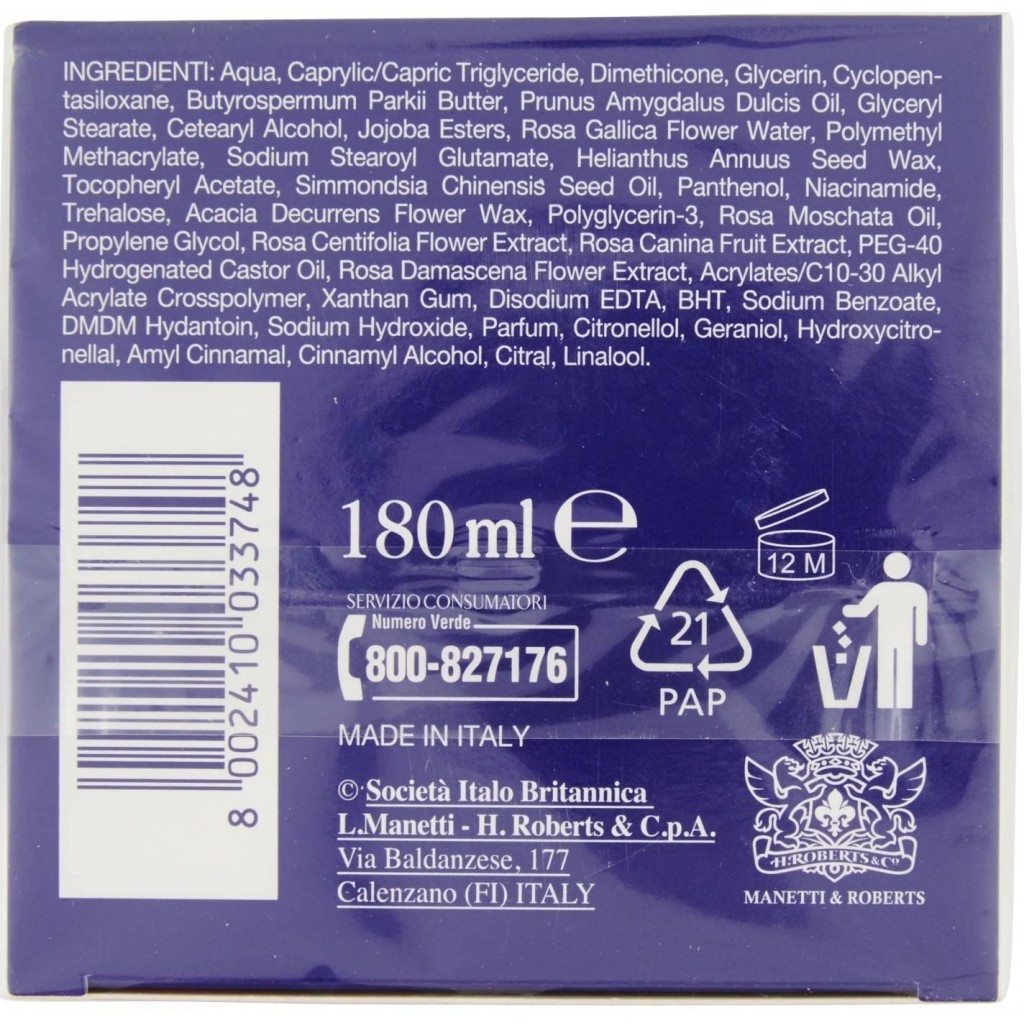 INGREDIENTI: Aqua, Caprylic/Capric Triglyceride, Dimethicone, Glycerin, Cyclopen-
tasiloxane, Butyrospermum Parkii Butter, Prunus Amygdalus Dulcis Oil, Glyceryl
Stearate, Cetearyl Alcohol, Jojoba Esters, Rosa Gallica Flower Water, Polymethyl
Methacrylate, Sodium Stearoyl Glutamate, Helianthus Annuus Seed Wax,
Tocopheryl Acetate, Simmondsia Chinensis Seed Oil, Panthenol, Niacinamide,
Trehalose, Acacia Decurrens Flower Wax, Polyglycerin-3, Rosa Moschata Oil,
Propylene Glycol, Rosa Centifolia Flower Extract, Rosa Canina Fruit Extract, PEG-40
Hydrogenated Castor Oil, Rosa Damascena Flower Extract, Acrylates/C10-30 Alkyl
Acrylate Crosspolymer, Xanthan Gum, Disodium EDTA, BHT, Sodium Benzoate,
DMDM Hydantoin, Sodium Hydroxide, Parfum, Citronellol, Geraniol, Hydroxycitro-
nellal, Amyl Cinnamal, Cinnamyl Alcohol, Citral, Linalool.
8 002410 033748
180 ml e
12 M
SERVIZIO CONSUMATORI
Numero Verde
800-827176
21
PAP
MADE IN ITALY
© Società Italo Britannica
L.Manetti - H. Roberts & C.p.A.
Via Baldanzese, 177
Calenzano (FI) ITALY
H.ROBERTS & Co
MANETTI & ROBERTS